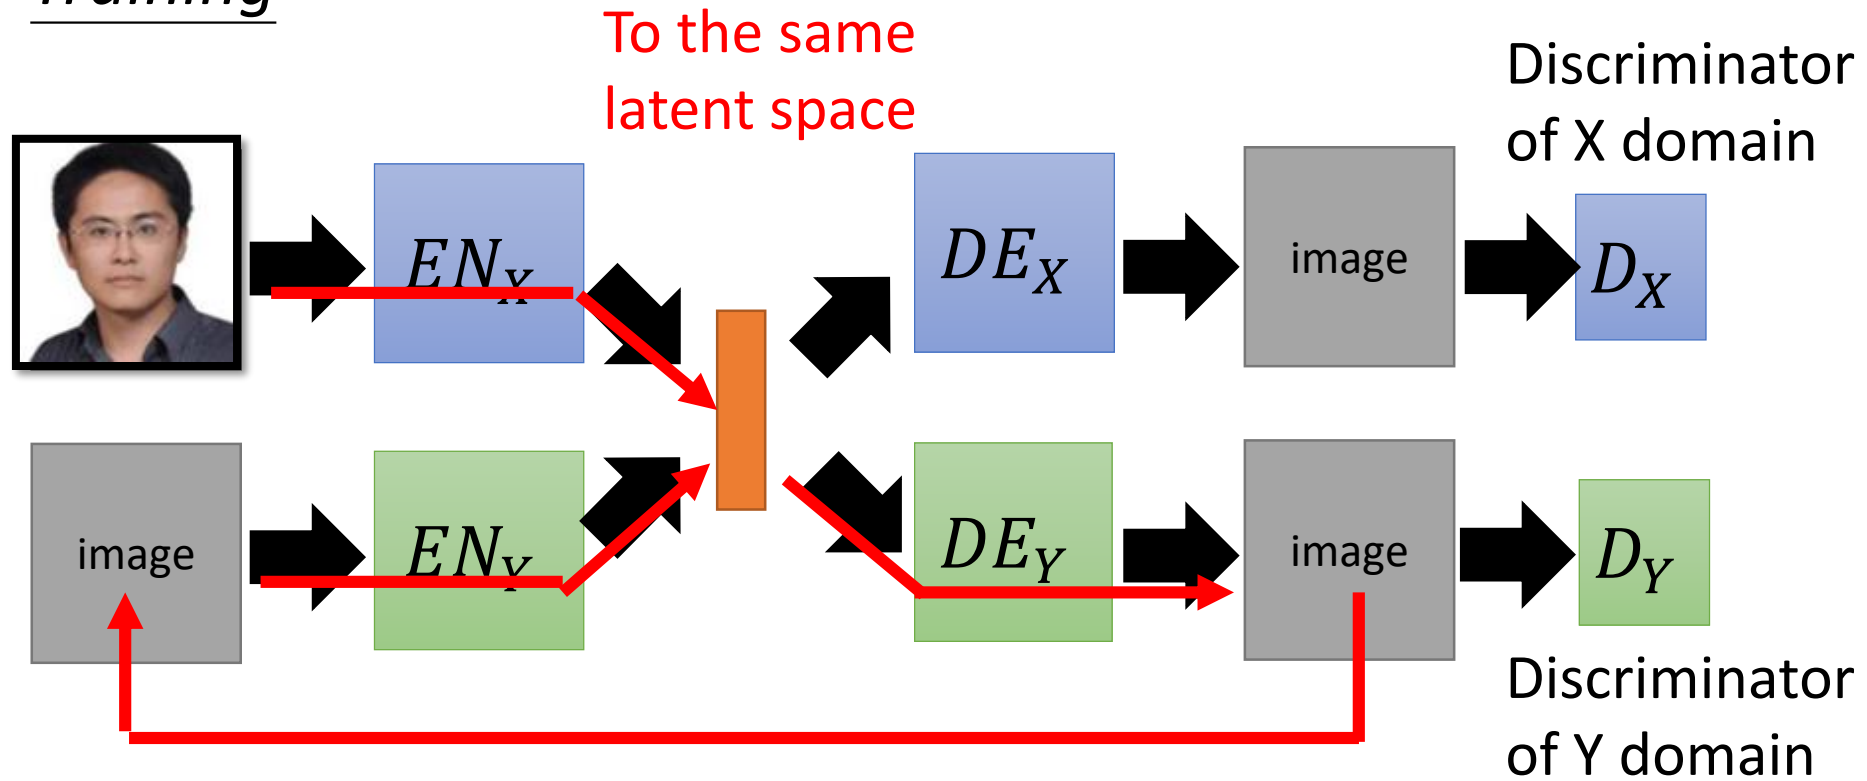 Training
To the same
latent space
Discriminator
of X domain
EN_X
DE_X
image
D_X
image
EN_Y
DE_Y
image
D_Y
Discriminator
of Y domain